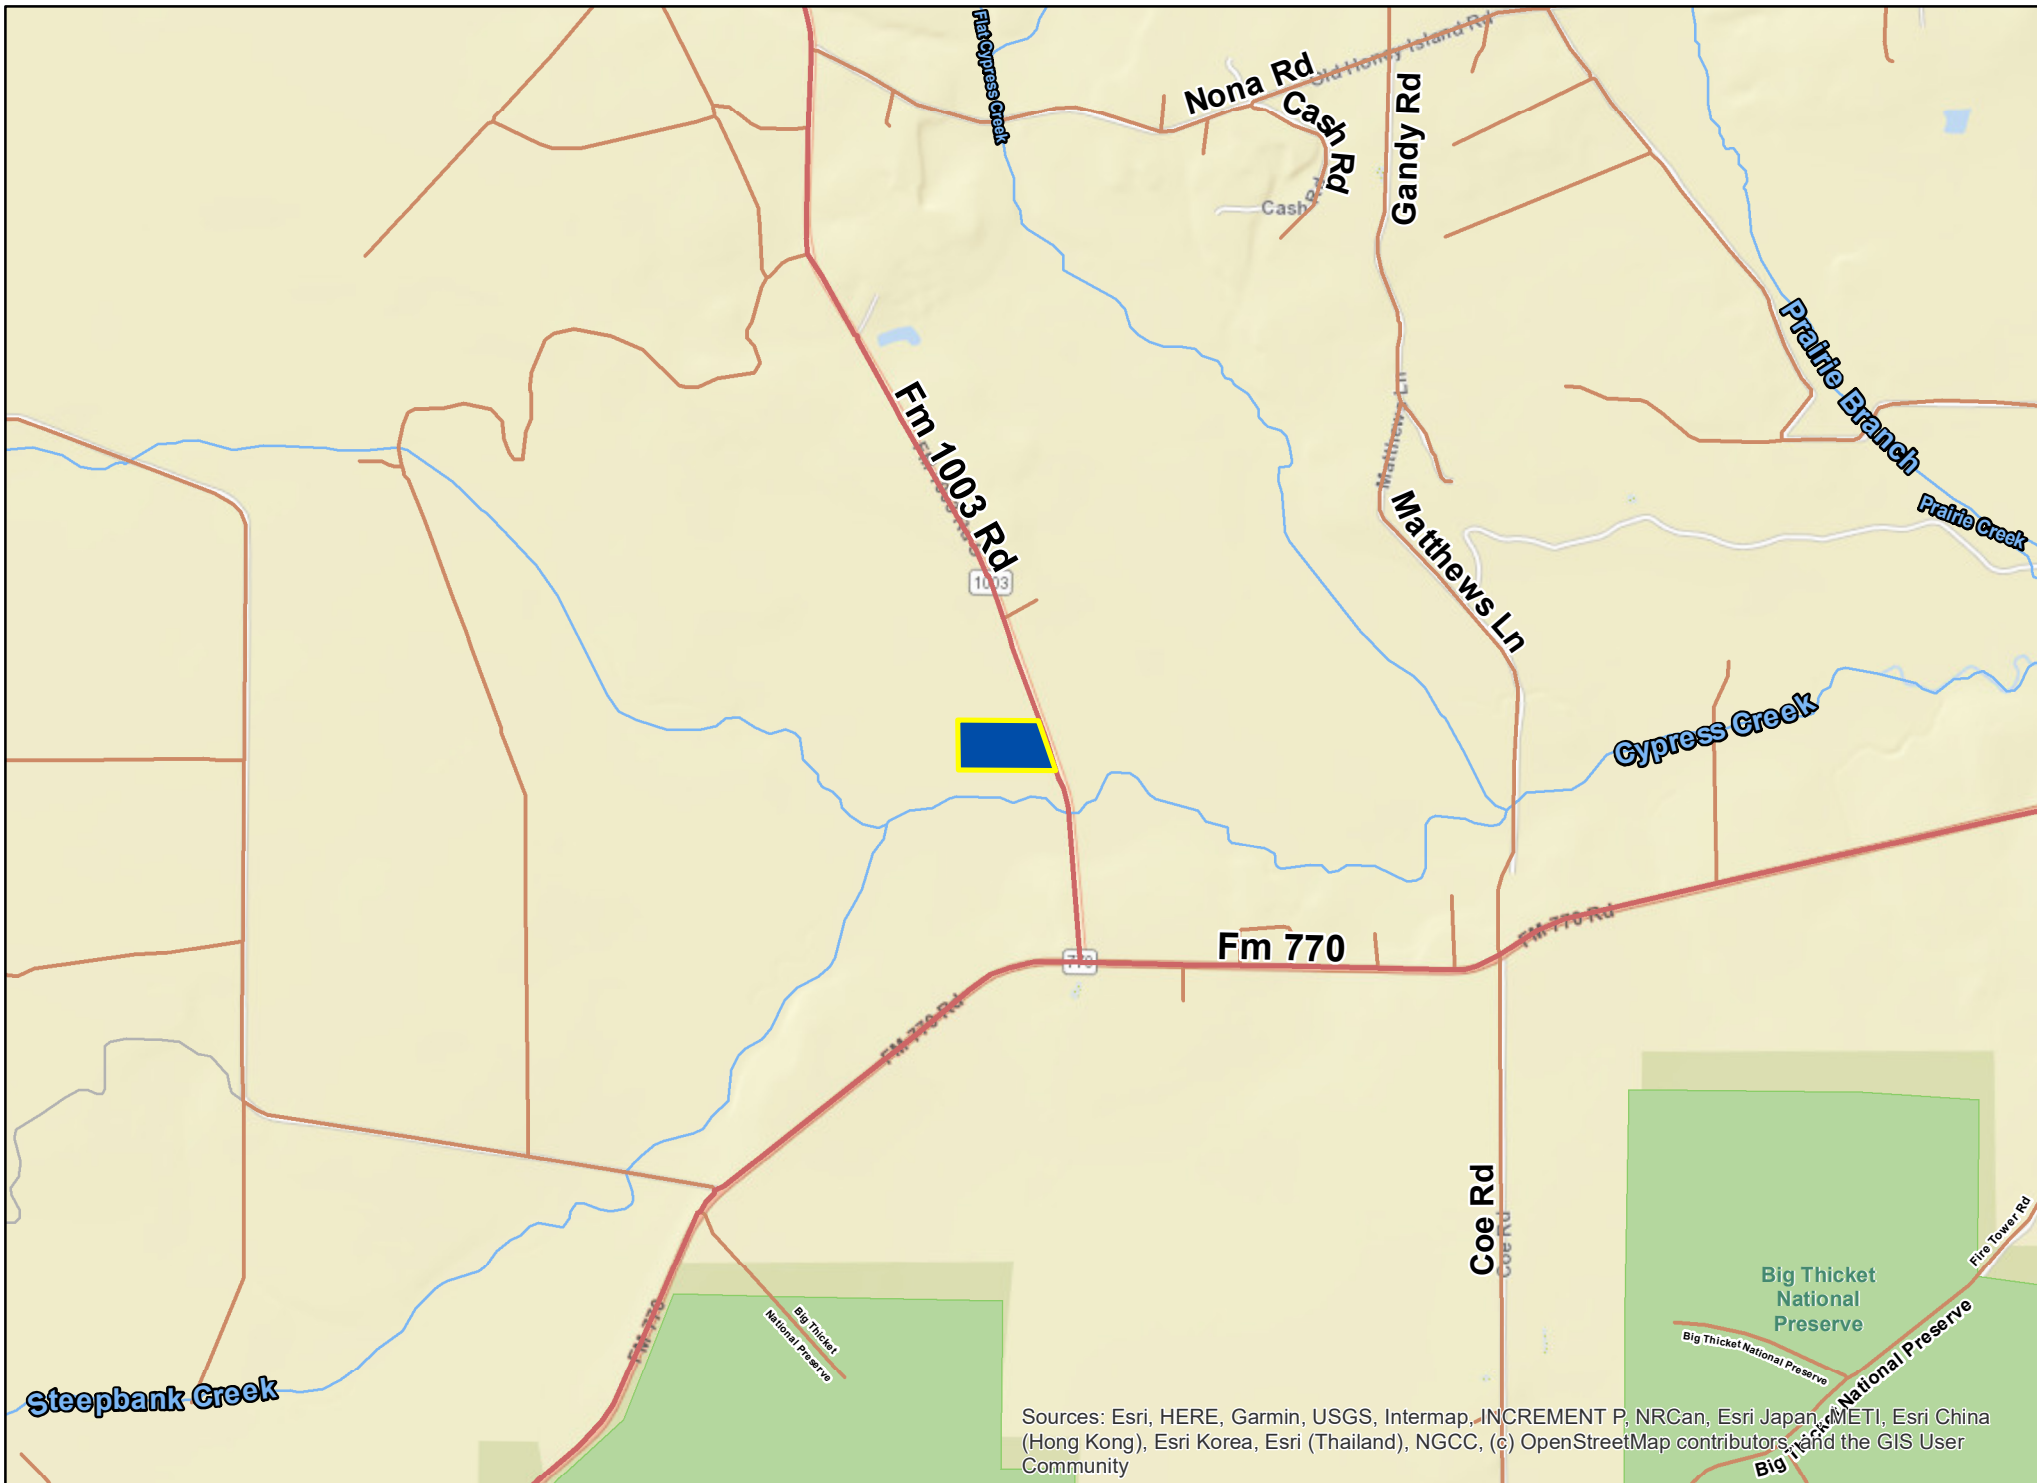 Flat Cypress Creek
Old Honey Island Rd
Nona Rd
Cash Rd
Cash Rd
Gandy Rd
Prairie Branch
Prairie Creek
Matthews Ln
Matthews Ln
Fm 1003 Rd
1003
Cypress Creek
Fm 770
FM 770 Rd
770
FM 770 Rd
Coe Rd
Coe Rd
FM 770
Big Thicket
National Preserve
Big Thicket
National
Preserve
Fire Tower Rd
Big Thicket National Preserve
Big Thicket National Preserve
Steepbank Creek
Sources: Esri, HERE, Garmin, USGS, Intermap, INCREMENT P, NRCan, Esri Japan, METI, Esri China
(Hong Kong), Esri Korea, Esri (Thailand), NGCC, (c) OpenStreetMap contributors, and the GIS User
Community